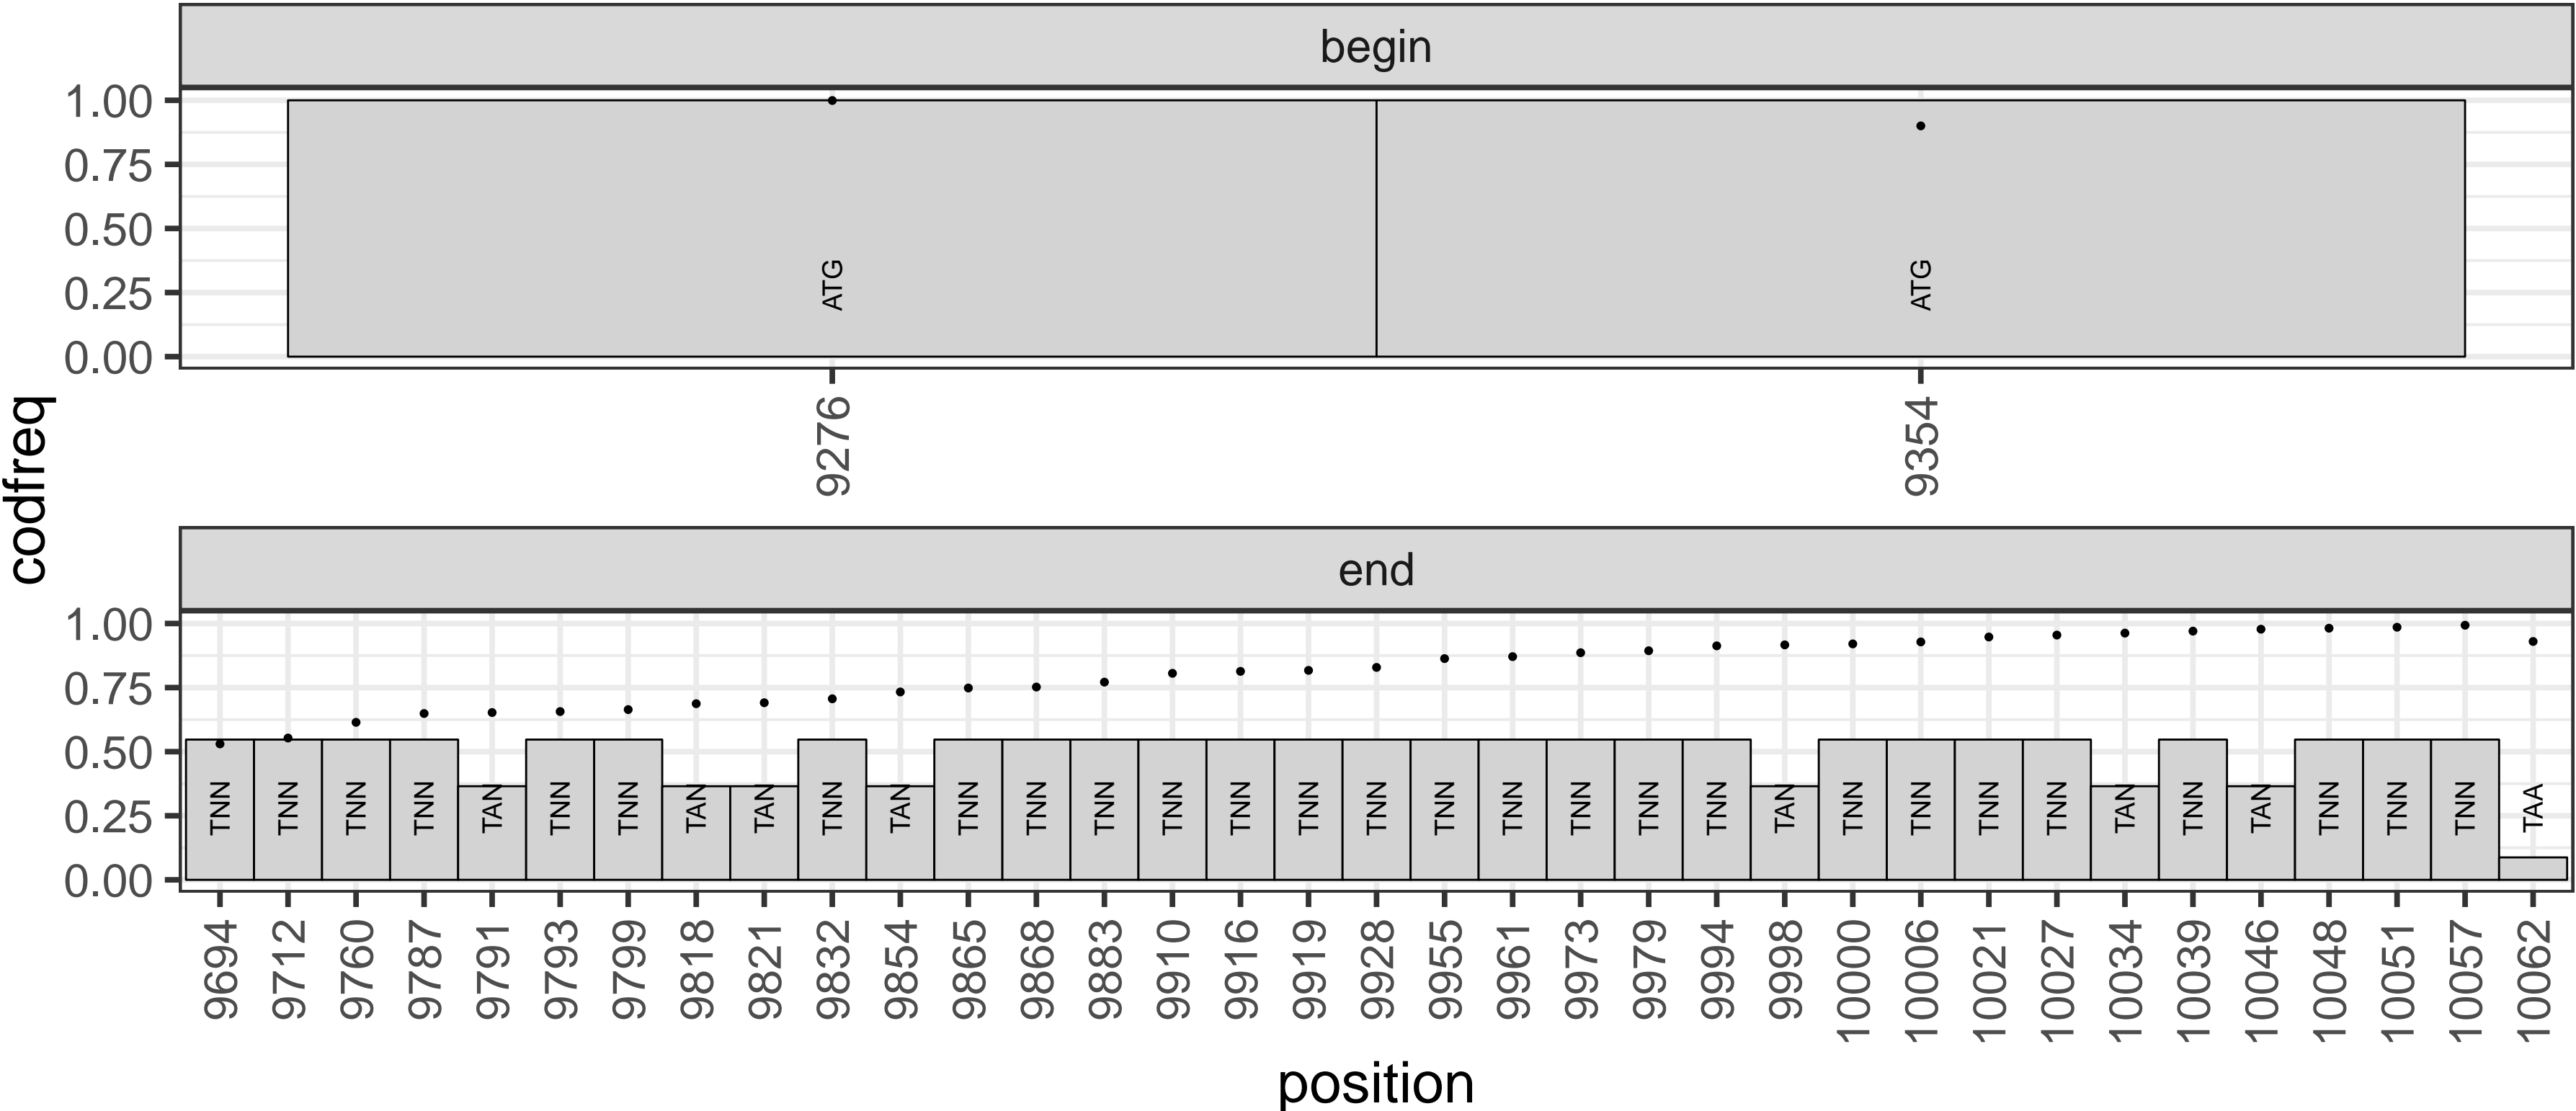 begin
1.00
0.75
0.50
0.25
0.00
ATG ATG
9276 9354
codfreq
end
1.00
0.75
0.50
0.25
0.00
TNN TNN TNN TNN TAN TNN TNN TAN TAN TNN TAN TNN TNN TNN TNN TNN TNN TNN TNN TNN TNN TNN TNN TAN TNN TNN TNN TNN TAN TNN TAN TNN TNN TNN TAA
9694 9712 9760 9787 9791 9793 9799 9818 9821 9832 9854 9865 9868 9883 9910 9916 9919 9928 9955 9961 9973 9979 9994 9998 10000 10006 10021 10027 10034 10039 10046 10048 10051 10057 10062
position